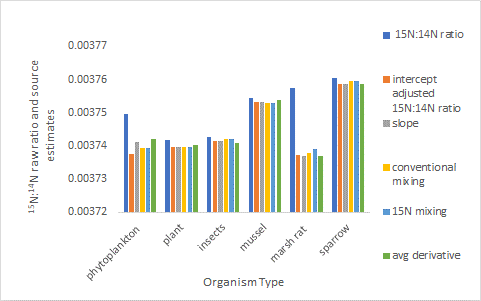 0.00377
0.00376
0.00375
0.00374
0.00373
0.00372
15N:14N raw ratio and source
estimates
phytoplankton
plant
insects
mussel
marsh rat
sparrow
Organism Type
15N:14N ratio
intercept
adjusted
15N:14N ratio
slope
conventional
mixing
15N mixing
avg derivative